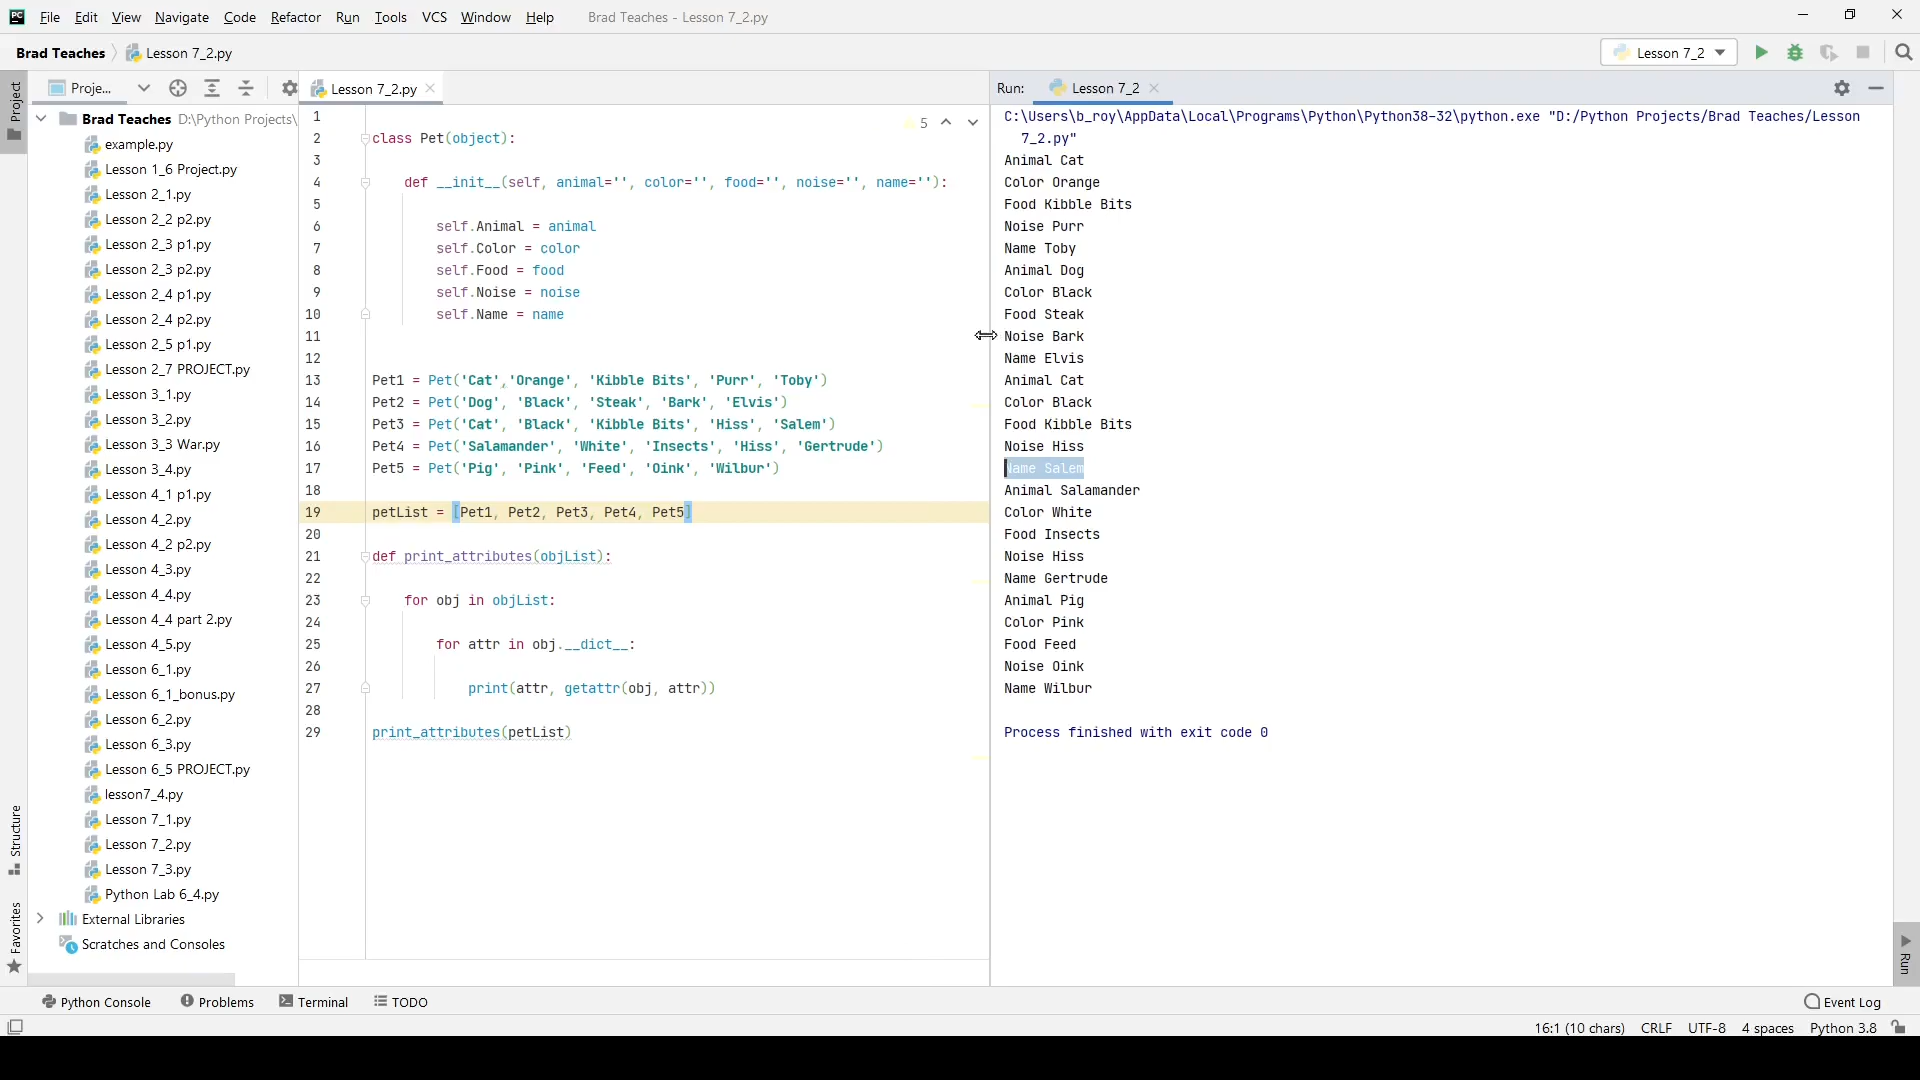 PC File Edit View Navigate Code Refactor Run Tools VCS Window Help Brad Teaches - Lesson 7_2.py
Brad Teaches Lesson 7_2.py Lesson 7_2
Project
Proje...
Brad Teaches D:\Python Projects\
example.py
Lesson 1_6 Project.py
Lesson 2_1.py
Lesson 2_2 p2.py
Lesson 2_3 p1.py
Lesson 2_3 p2.py
Lesson 2_4 p1.py
Lesson 2_4 p2.py
Lesson 2_5 p1.py
Lesson 2_7 PROJECT.py
Lesson 3_1.py
Lesson 3_2.py
Lesson 3_3 War.py
Lesson 3_4.py
Lesson 4_1 p1.py
Lesson 4_2.py
Lesson 4_2 p2.py
Lesson 4_3.py
Lesson 4_4.py
Lesson 4_4 part 2.py
Lesson 4_5.py
Lesson 6_1.py
Lesson 6_1_bonus.py
Lesson 6_2.py
Lesson 6_3.py
Lesson 6_5 PROJECT.py
lesson7_4.py
Lesson 7_1.py
Lesson 7_2.py
Lesson 7_3.py
Python Lab 6_4.py
External Libraries
Scratches and Consoles
Structure
Favorites
Lesson 7_2.py
5
1
2 class Pet(object):
3
4 def __init__(self, animal='', color='', food='', noise='', name=''):
5
6 self.Animal = animal
7 self.Color = color
8 self.Food = food
9 self.Noise = noise
10 self.Name = name
11
12
13 Pet1 = Pet('Cat','Orange', 'Kibble Bits', 'Purr', 'Toby')
14 Pet2 = Pet('Dog', 'Black', 'Steak', 'Bark', 'Elvis')
15 Pet3 = Pet('Cat', 'Black', 'Kibble Bits', 'Hiss', 'Salem')
16 Pet4 = Pet('Salamander', 'White', 'Insects', 'Hiss', 'Gertrude')
17 Pet5 = Pet('Pig', 'Pink', 'Feed', 'Oink', 'Wilbur')
18
19 petList = [Pet1, Pet2, Pet3, Pet4, Pet5]
20
21 def print_attributes(objList):
22
23 for obj in objList:
24
25 for attr in obj.__dict__:
26
27 print(attr, getattr(obj, attr))
28
29 print_attributes(petList)
Run: Lesson 7_2
C:\Users\b_roy\AppData\Local\Programs\Python\Python38-32\python.exe "D:/Python Projects/Brad Teaches/Lesson
7_2.py"
Animal Cat
Color Orange
Food Kibble Bits
Noise Purr
Name Toby
Animal Dog
Color Black
Food Steak
Noise Bark
Name Elvis
Animal Cat
Color Black
Food Kibble Bits
Noise Hiss
Name Salem
Animal Salamander
Color White
Food Insects
Noise Hiss
Name Gertrude
Animal Pig
Color Pink
Food Feed
Noise Oink
Name Wilbur
Process finished with exit code 0
Run
Python Console Problems Terminal TODO Event Log
16:1 (10 chars) CRLF UTF-8 4 spaces Python 3.8